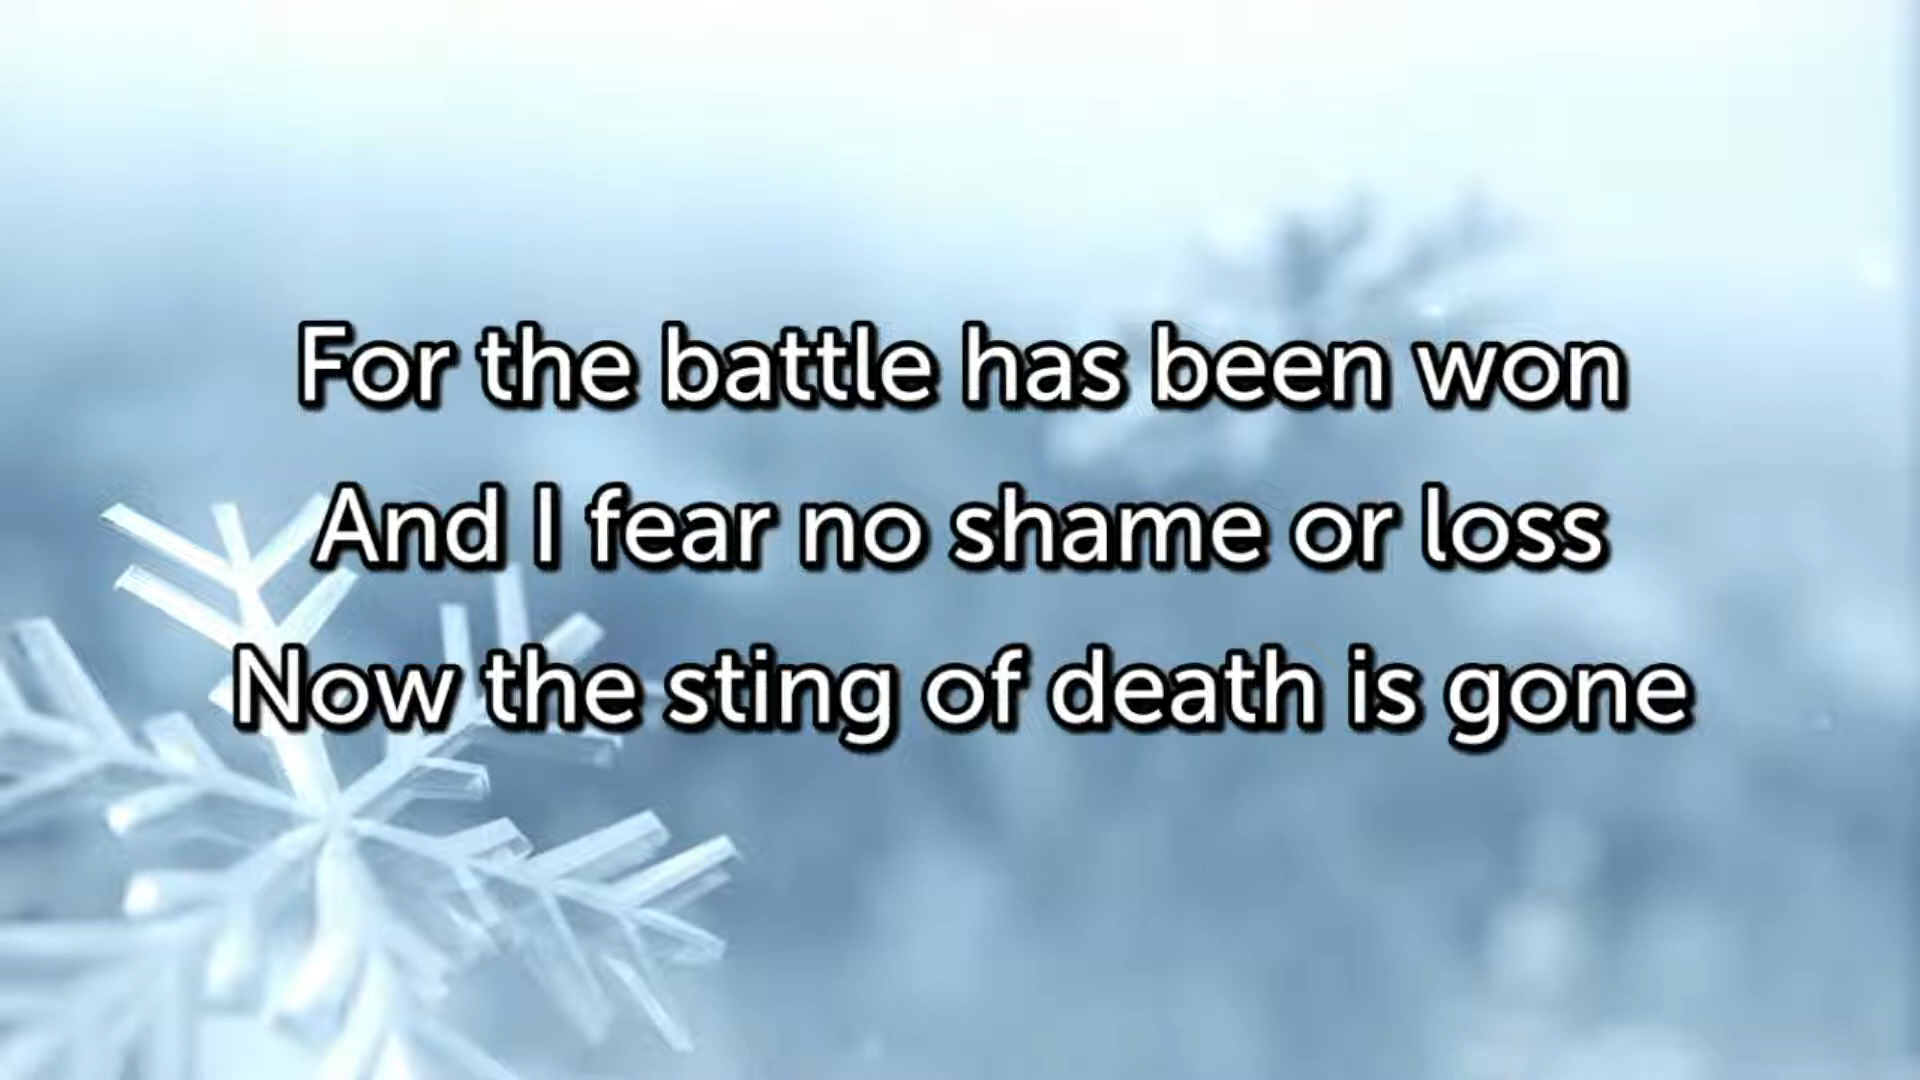 For the battle has been won
And I fear no shame or loss
Now the sting of death is gone